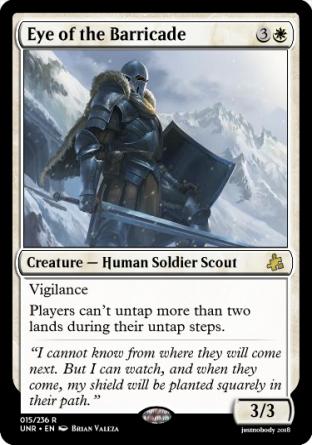 Eye of the Barricade 3
Creature — Human Soldier Scout
Vigilance
Players can't untap more than two
lands during their untap steps.
"I cannot know from where they will come
next. But I can watch, and when they
come, my shield will be planted squarely in
their path."
3/3
015/236 R
UNR • EN Brian Valeza
justnobody 2018